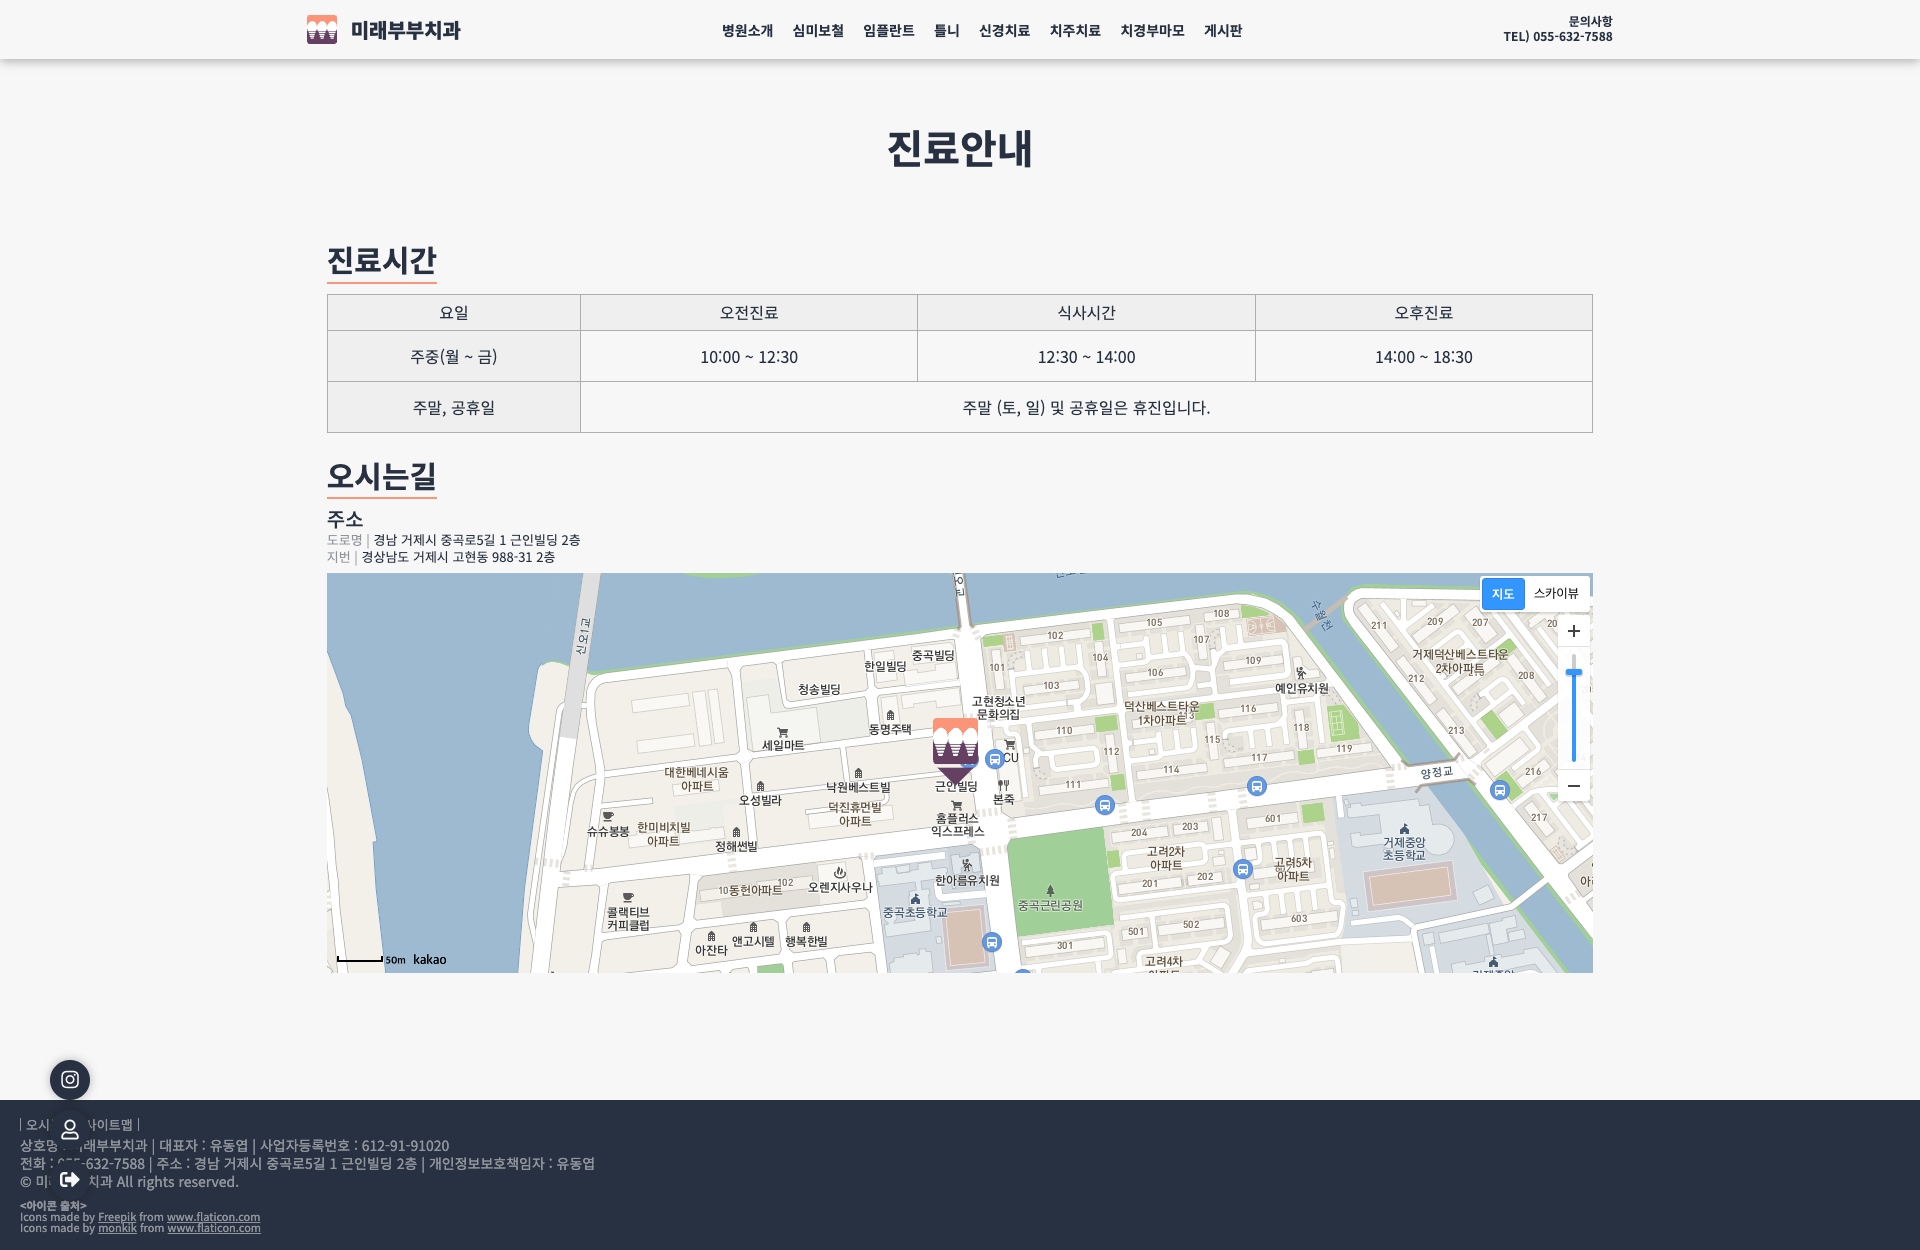 미래부부치과
병원소개 심미보철 임플란트 틀니 신경치료 치주치료 치경부마모 게시판
문의사항
TEL) 055-632-7588
진료안내
진료시간
요일 오전진료 식사시간 오후진료
주중(월 ~ 금) 10:00 ~ 12:30 12:30 ~ 14:00 14:00 ~ 18:30
주말, 공휴일 주말 (토, 일) 및 공휴일은 휴진입니다.
오시는길
주소
도로명 | 경남 거제시 중곡로5길 1 근인빌딩 2층
지번 | 경상남도 거제시 고현동 988-31 2층
지도 스카이뷰
신오1교
수월천
중곡빌딩
한일빌딩
청송빌딩
동명주택
세일마트
고현청소년
문화의집
CU
본죽
근인빌딩
대한베네시움
아파트
오성빌라
낙원베스트빌
덕진휴먼빌
아파트
홈플러스
익스프레스
슈슈봉봉
한미비치빌
아파트
정해썬빌
동헌아파트
10
102
오렌지사우나
한아름유치원
중곡초등학교
콜랙티브
커피클럽
아잔타
앤고시텔
행복한빌
중곡근린공원
101
102
103
104
105
106
107
108
109
110
111
112
114
115
116
117
118
119
덕산베스트타운
1차아파트
예인유치원
211
209
207
거제덕산베스트타운
2차아파트
212
208
213
216
217
양정교
204
203
601
고려2차
아파트
고려5차
아파트
201
202
거제중앙
초등학교
501
502
603
301
고려4차
50m kakao
오시 사이트맵
상호명 래부부치과 | 대표자 : 유동엽 | 사업자등록번호 : 612-91-91020
전화 : -632-7588 | 주소 : 경남 거제시 중곡로5길 1 근인빌딩 2층 | 개인정보보호책임자 : 유동엽
© 미 치과 All rights reserved.
<아이콘 출처>
Icons made by Freepik from www.flaticon.com
Icons made by monkik from www.flaticon.com